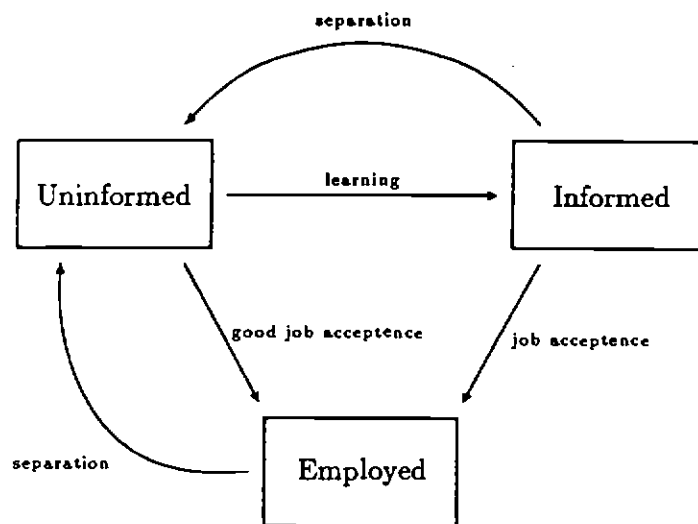 separation
Uninformed
learning
Informed
good job acceptence
job acceptence
separation
Employed